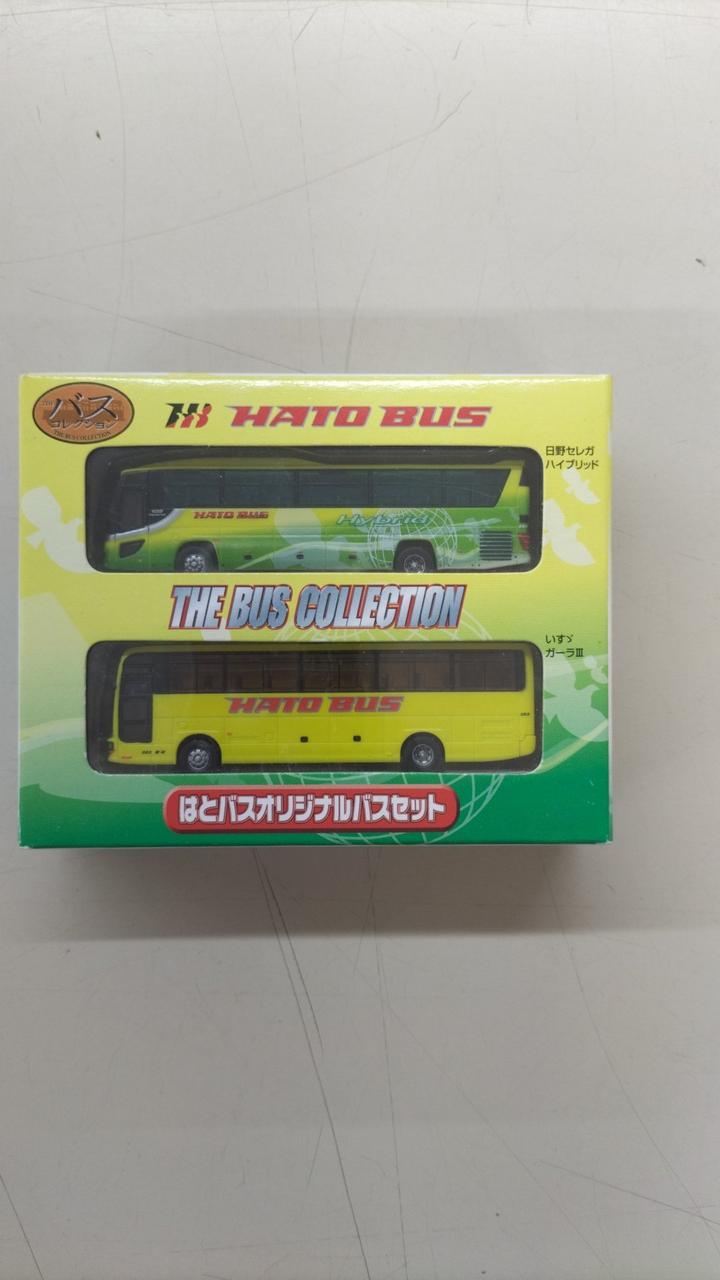 バス
コレクション
THE BUS COLLECTION
HATO BUS
日野セレガ
ハイブリッド
HATO BUS
Hybrid
THE BUS COLLECTION
いすゞ
ガーラⅢ
HATO BUS
はとバスオリジナルバスセット